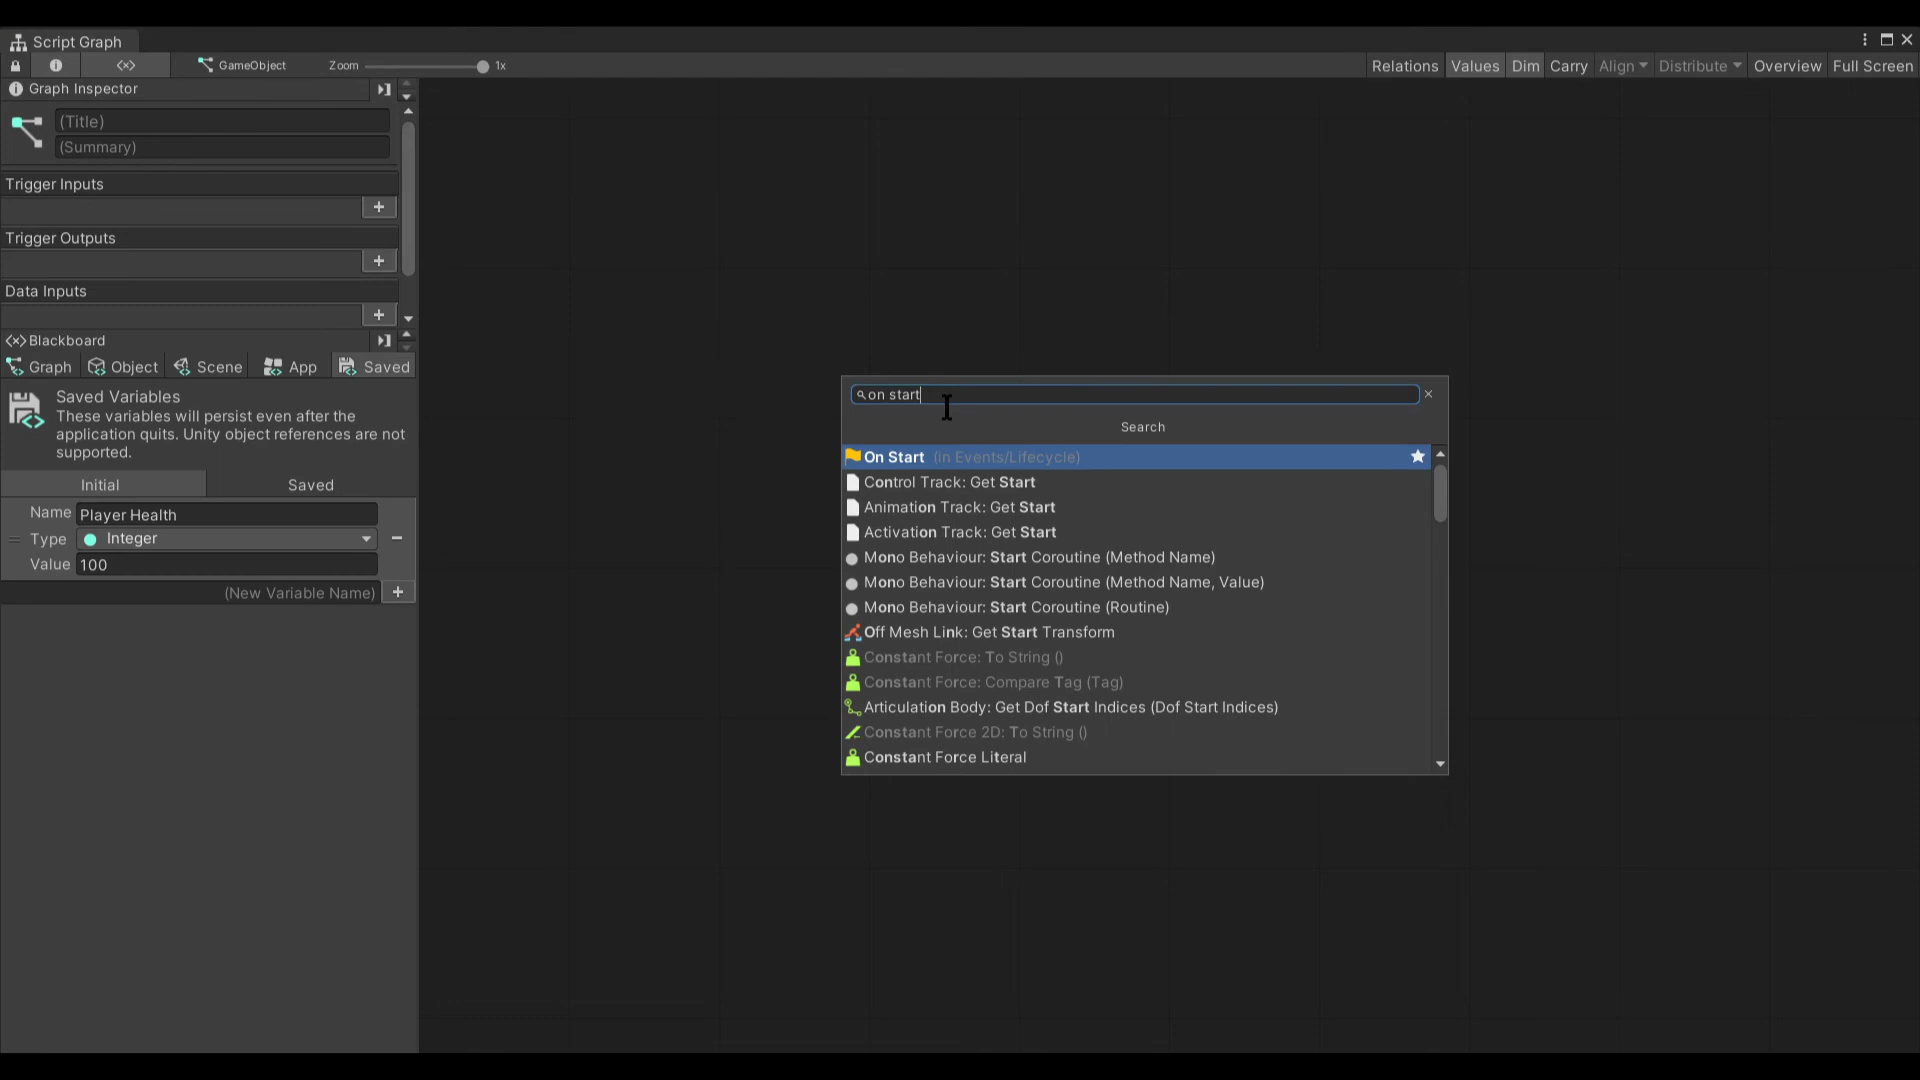 Script Graph
GameObject Zoom 1x Relations Values Dim Carry Align Distribute Overview Full Screen
Graph Inspector
(Title)
(Summary)
Trigger Inputs
+
Trigger Outputs
+
Data Inputs
+
Blackboard
Graph Object Scene App Saved
Saved Variables
These variables will persist even after the
application quits. Unity object references are not
supported.
Initial Saved
Name Player Health
Type Integer
Value 100
(New Variable Name) +
on start
Search
On Start (in Events/Lifecycle)
Control Track: Get Start
Animation Track: Get Start
Activation Track: Get Start
Mono Behaviour: Start Coroutine (Method Name)
Mono Behaviour: Start Coroutine (Method Name, Value)
Mono Behaviour: Start Coroutine (Routine)
Off Mesh Link: Get Start Transform
Constant Force: To String ()
Constant Force: Compare Tag (Tag)
Articulation Body: Get Dof Start Indices (Dof Start Indices)
Constant Force 2D: To String ()
Constant Force Literal